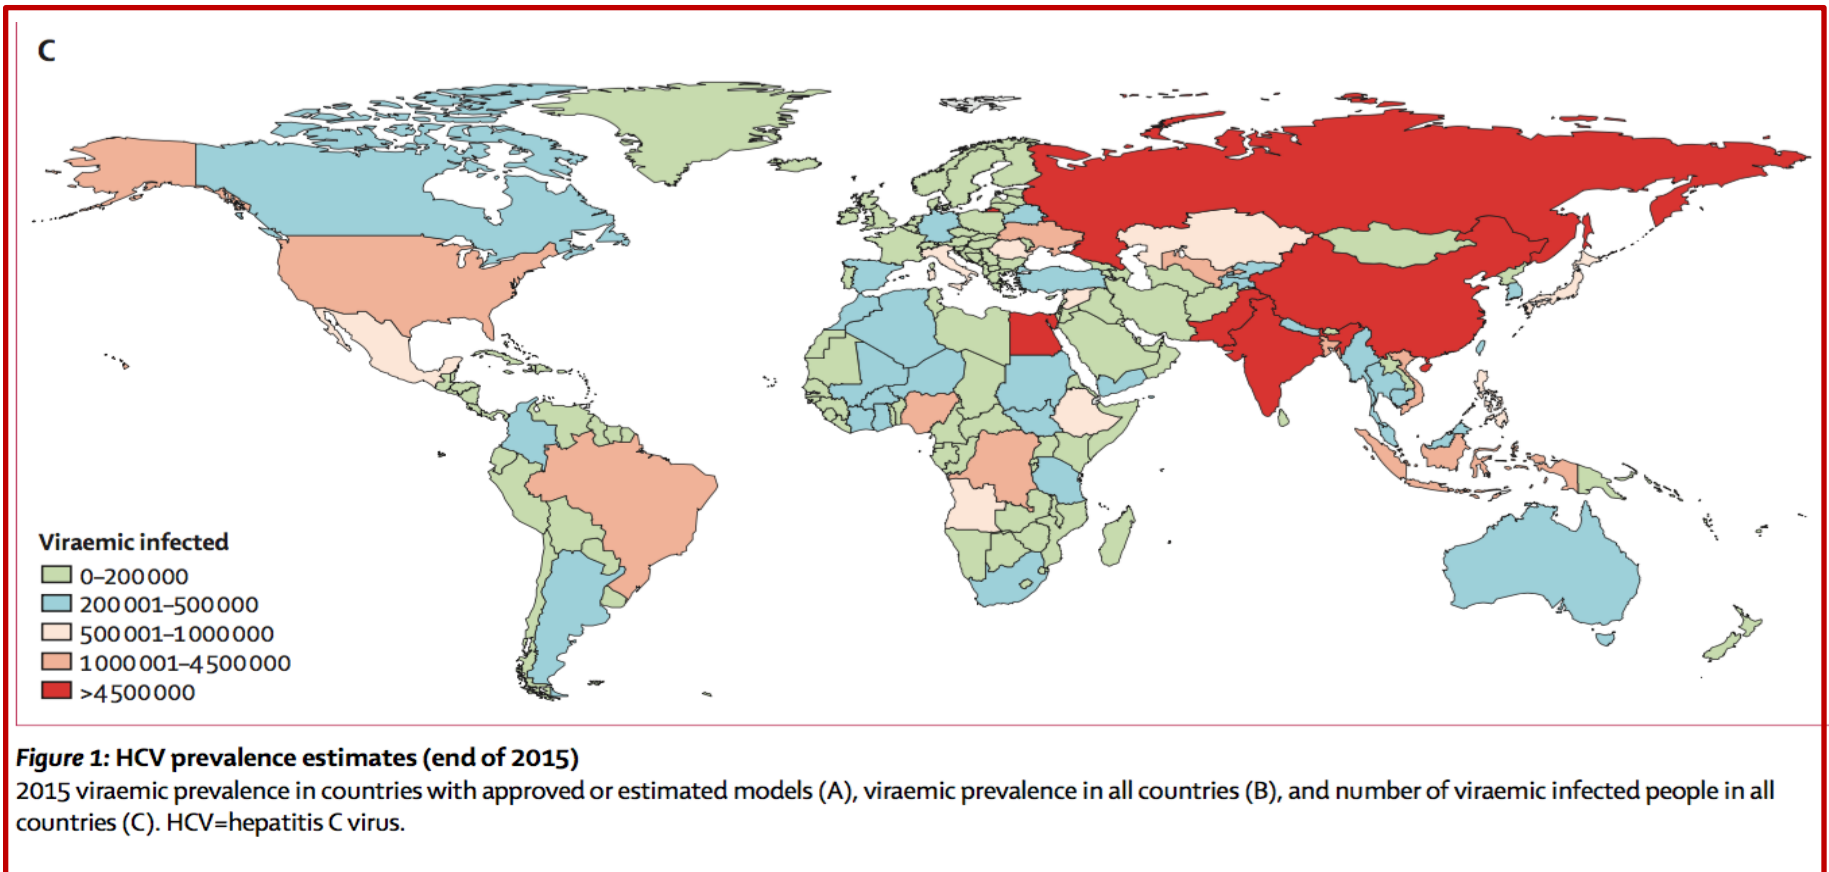 C
Viraemic infected
0–200 000
200 001–500 000
500 001–1 000 000
1 000 001–4 500 000
>4 500 000
Figure 1: HCV prevalence estimates (end of 2015)
2015 viraemic prevalence in countries with approved or estimated models (A), viraemic prevalence in all countries (B), and number of viraemic infected people in all
countries (C). HCV=hepatitis C virus.